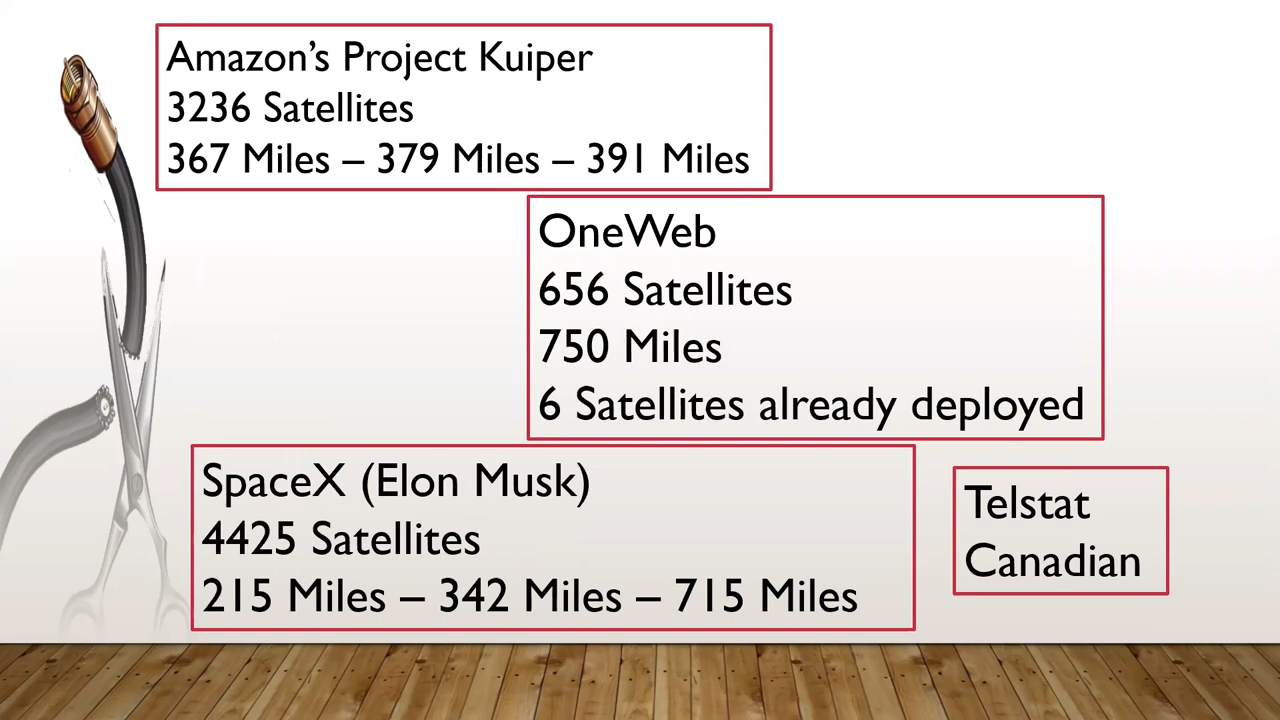 Amazon’s Project Kuiper
3236 Satellites
367 Miles – 379 Miles – 391 Miles
OneWeb
656 Satellites
750 Miles
6 Satellites already deployed
SpaceX (Elon Musk)
4425 Satellites
215 Miles – 342 Miles – 715 Miles
Telstat
Canadian